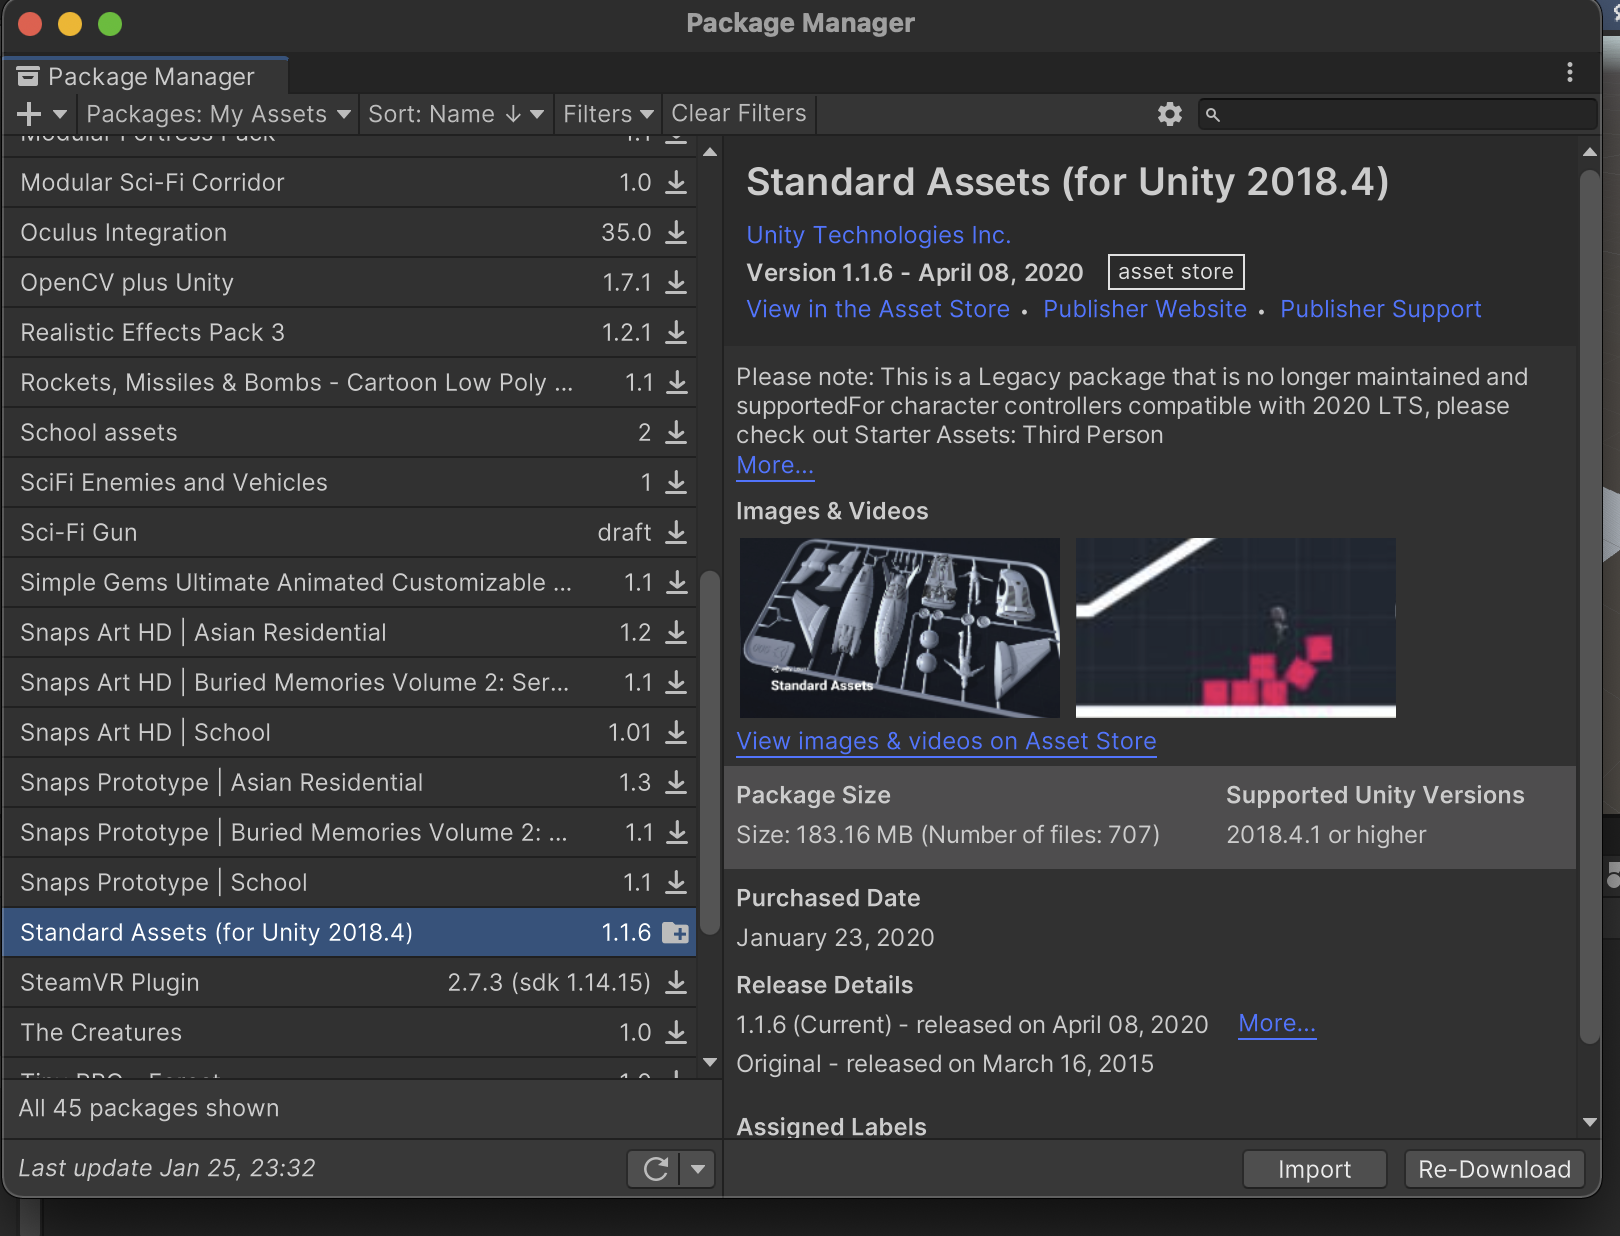 Package Manager
Package Manager
Packages: My Assets
Sort: Name ↓
Filters
Clear Filters
Modular Fortress Pack 1.1
Modular Sci-Fi Corridor 1.0
Oculus Integration 35.0
OpenCV plus Unity 1.7.1
Realistic Effects Pack 3 1.2.1
Rockets, Missiles & Bombs - Cartoon Low Poly ... 1.1
School assets 2
SciFi Enemies and Vehicles 1
Sci-Fi Gun draft
Simple Gems Ultimate Animated Customizable ... 1.1
Snaps Art HD | Asian Residential 1.2
Snaps Art HD | Buried Memories Volume 2: Ser... 1.1
Snaps Art HD | School 1.01
Snaps Prototype | Asian Residential 1.3
Snaps Prototype | Buried Memories Volume 2: ... 1.1
Snaps Prototype | School 1.1
Standard Assets (for Unity 2018.4) 1.1.6
SteamVR Plugin 2.7.3 (sdk 1.14.15)
The Creatures 1.0
All 45 packages shown
Last update Jan 25, 23:32
Standard Assets (for Unity 2018.4)
Unity Technologies Inc.
Version 1.1.6 - April 08, 2020 asset store
View in the Asset Store • Publisher Website • Publisher Support
Please note: This is a Legacy package that is no longer maintained and
supportedFor character controllers compatible with 2020 LTS, please
check out Starter Assets: Third Person
More...
Images & Videos
Standard Assets
View images & videos on Asset Store
Package Size
Size: 183.16 MB (Number of files: 707)
Supported Unity Versions
2018.4.1 or higher
Purchased Date
January 23, 2020
Release Details
1.1.6 (Current) - released on April 08, 2020 More...
Original - released on March 16, 2015
Assigned Labels
Import
Re-Download